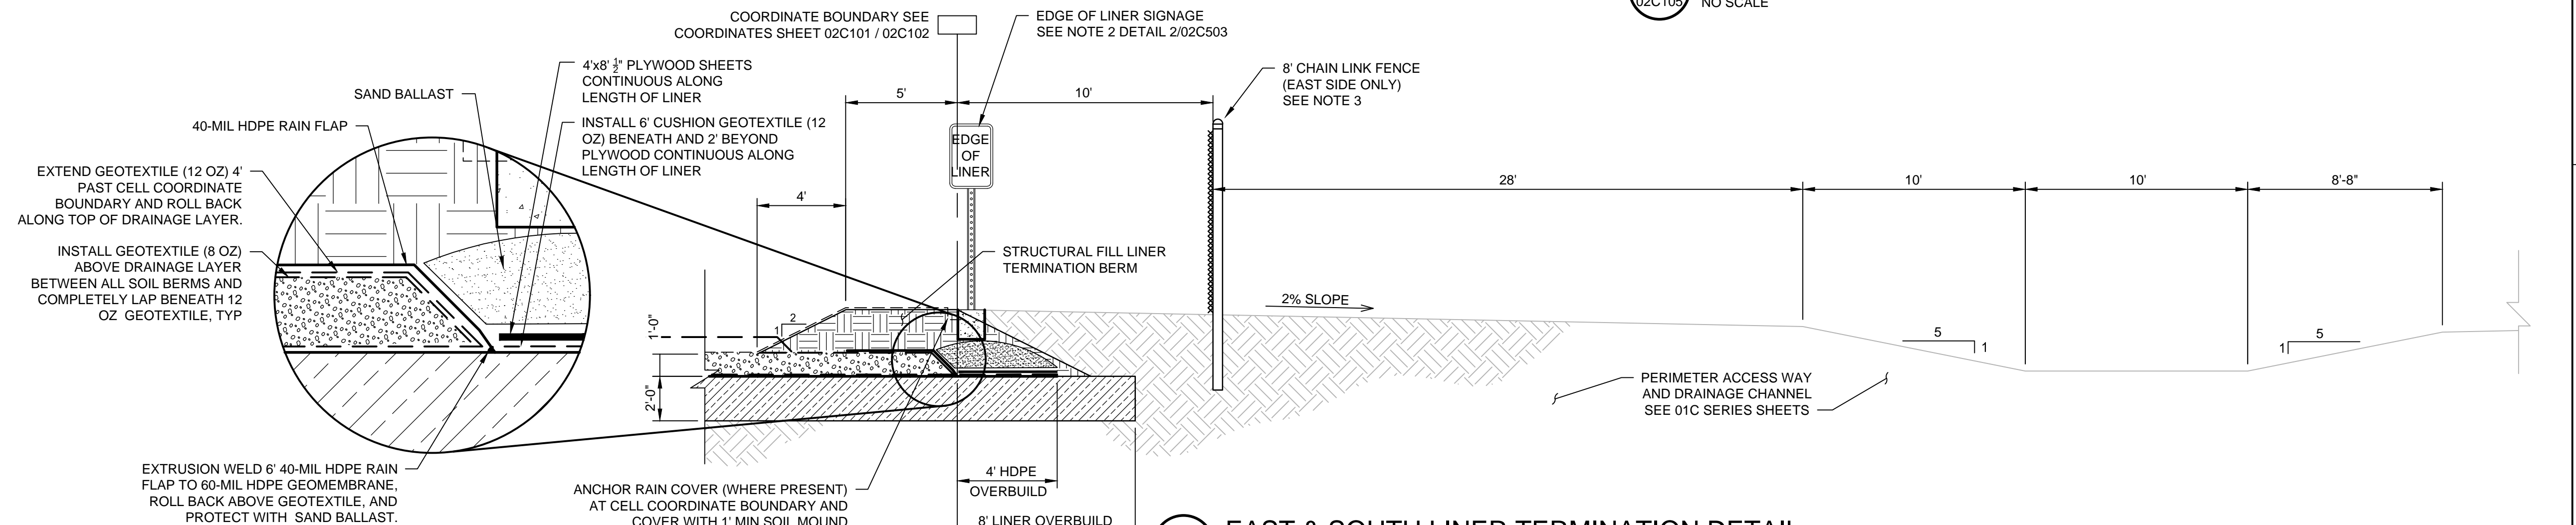 02C105
NO SCALE
COORDINATE BOUNDARY SEE
COORDINATES SHEET 02C101 / 02C102
EDGE OF LINER SIGNAGE
SEE NOTE 2 DETAIL 2/02C503
4'x8' 1/2" PLYWOOD SHEETS
CONTINUOUS ALONG
LENGTH OF LINER
8' CHAIN LINK FENCE
(EAST SIDE ONLY)
SEE NOTE 3
SAND BALLAST
5'
10'
40-MIL HDPE RAIN FLAP
INSTALL 6' CUSHION GEOTEXTILE (12
OZ) BENEATH AND 2' BEYOND
PLYWOOD CONTINUOUS ALONG
LENGTH OF LINER
EDGE
OF
LINER
EXTEND GEOTEXTILE (12 OZ) 4'
PAST CELL COORDINATE
BOUNDARY AND ROLL BACK
ALONG TOP OF DRAINAGE LAYER.
4'
28'
10'
10'
8'-8"
INSTALL GEOTEXTILE (8 OZ)
ABOVE DRAINAGE LAYER
BETWEEN ALL SOIL BERMS AND
COMPLETELY LAP BENEATH 12
OZ GEOTEXTILE, TYP
STRUCTURAL FILL LINER
TERMINATION BERM
2% SLOPE
1'-0"
2
1
5
1
5
1
2'-0"
PERIMETER ACCESS WAY
AND DRAINAGE CHANNEL
SEE 01C SERIES SHEETS
EXTRUSION WELD 6' 40-MIL HDPE RAIN
FLAP TO 60-MIL HDPE GEOMEMBRANE,
ROLL BACK ABOVE GEOTEXTILE, AND
PROTECT WITH SAND BALLAST.
ANCHOR RAIN COVER (WHERE PRESENT)
AT CELL COORDINATE BOUNDARY AND
COVER WITH 1' MIN SOIL MOUND
4' HDPE
OVERBUILD
8' LINER OVERBUILD
EAST & SOUTH LINER TERMINATION DETAIL